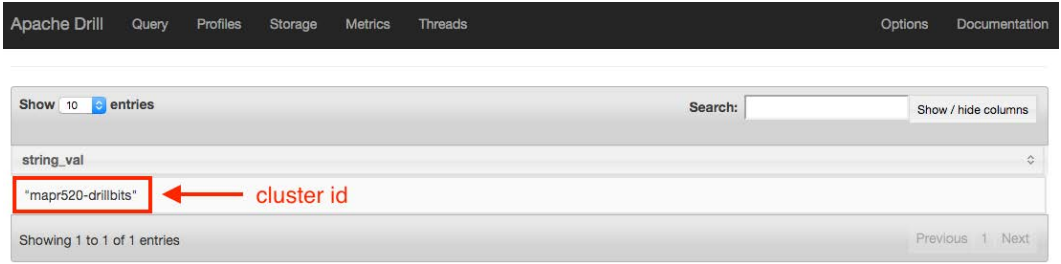 Apache Drill Query Profiles Storage Metrics Threads Options Documentation
Show 10 entries Search: Show / hide columns
string_val
"mapr520-drillbits" cluster id
Showing 1 to 1 of 1 entries Previous 1 Next